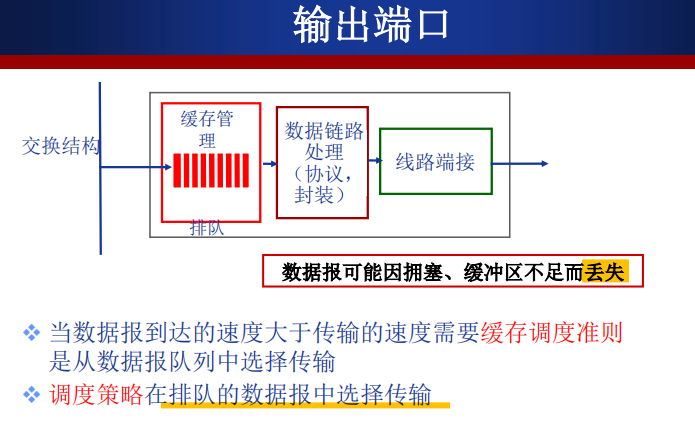 输出端口
交换结构
缓存管
理
排队
数据链路
处理
（协议，
封装）
线路端接
数据报可能因拥塞、缓冲区不足而丢失
当数据报到达的速度大于传输的速度需要缓存调度准则
是从数据报队列中选择传输
调度策略在排队的数据报中选择传输